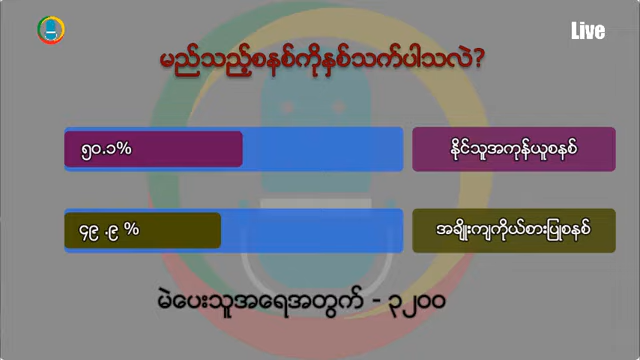 Live
မည်သည့်စနစ်ကိုနှစ်သက်ပါသလဲ?
၅၀.၁% နိုင်သူအကုန်ယူစနစ်
၄၉.၉ % အချိုးကျကိုယ်စားပြုစနစ်
မဲပေးသူအရေအတွက် - ၃၂၀၀